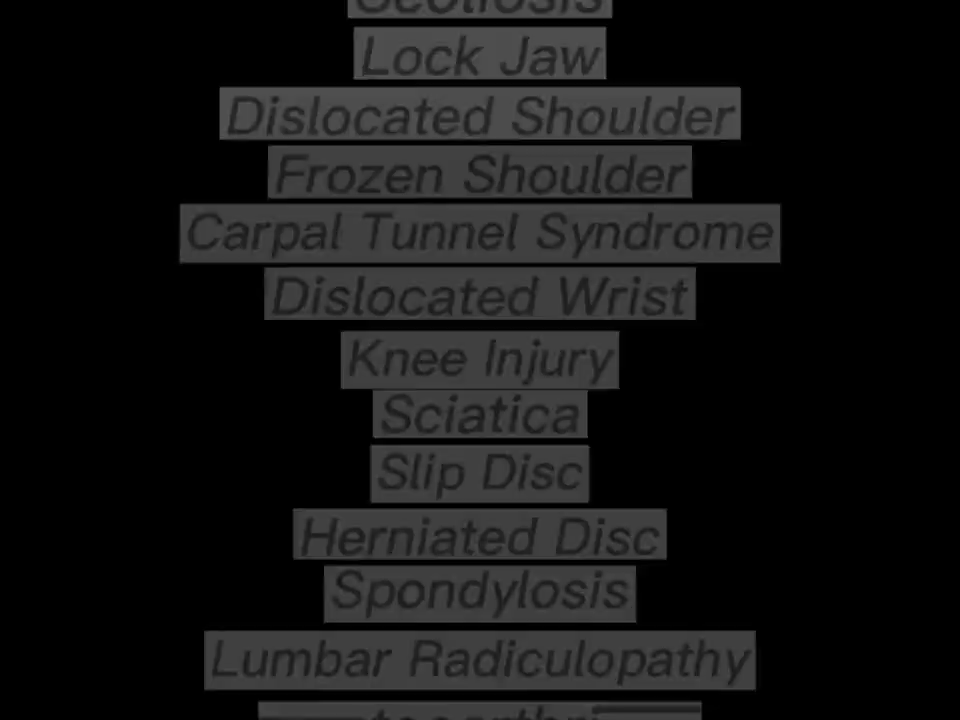 Scoliosis
Lock Jaw
Dislocated Shoulder
Frozen Shoulder
Carpal Tunnel Syndrome
Dislocated Wrist
Knee Injury
Sciatica
Slip Disc
Herniated Disc
Spondylosis
Lumbar Radiculopathy